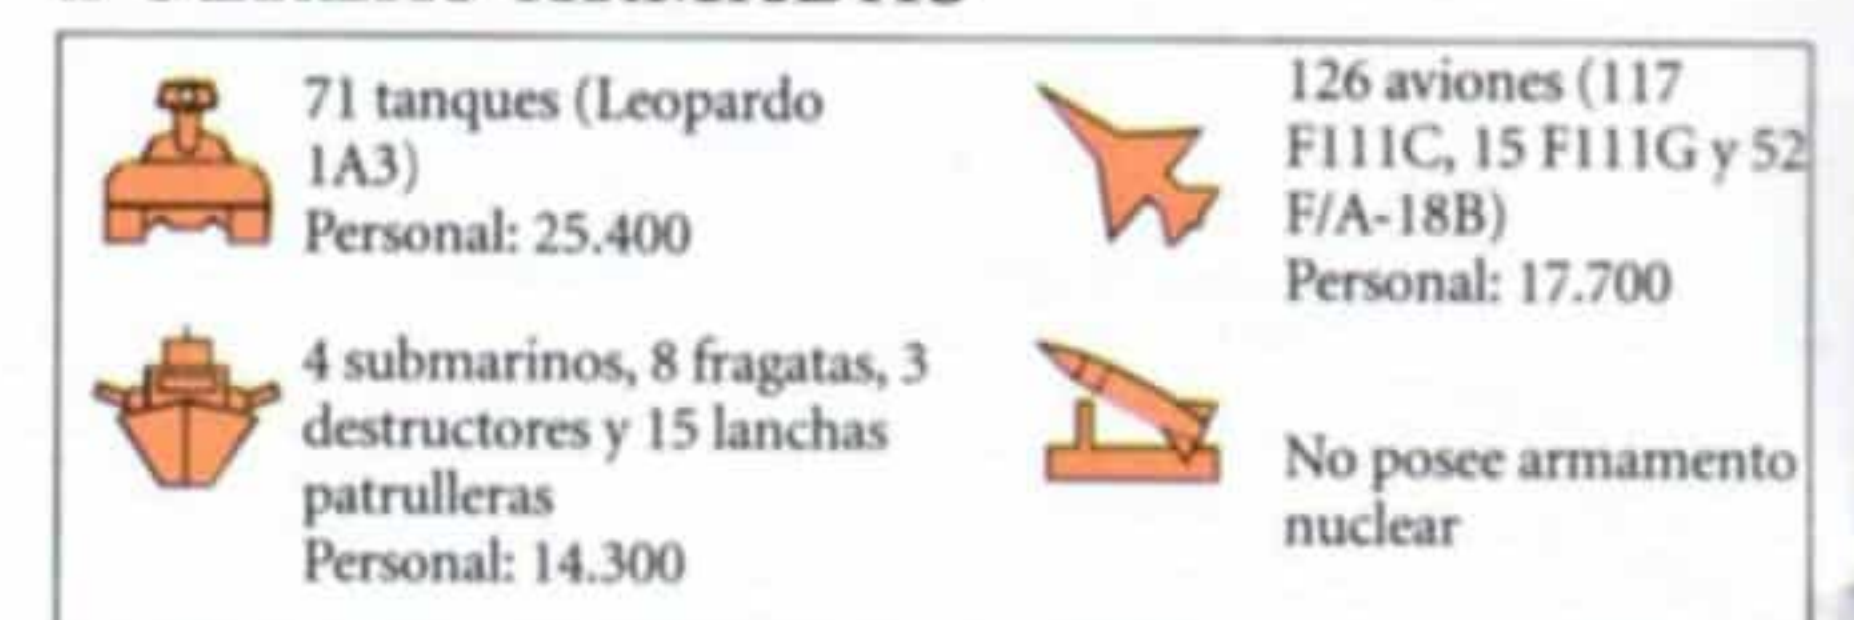 71 tanques (Leopardo
1A3)
Personal: 25.400
126 aviones (117
F111C, 15 F111G y 52
F/A-18B)
Personal: 17.700
4 submarinos, 8 fragatas, 3
destructores y 15 lanchas
patrulleras
Personal: 14.300
No posee armamento
nuclear